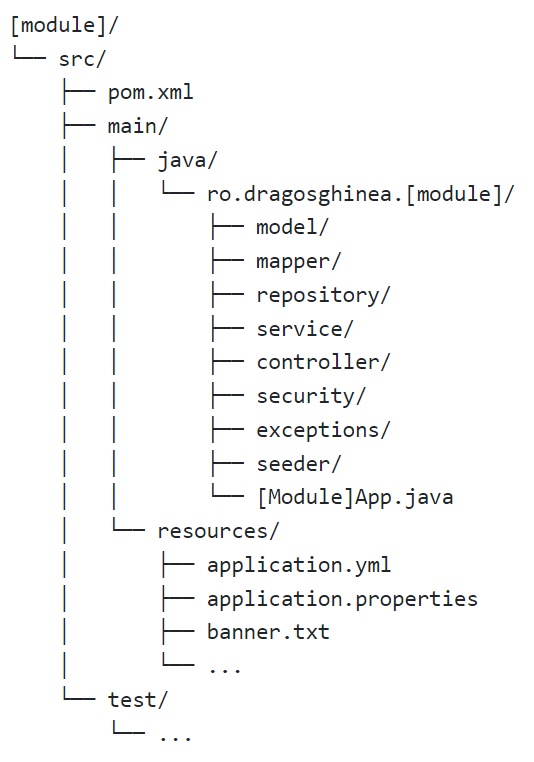 [module]/
└── src/
    ├── pom.xml
    ├── main/
    │   ├── java/
    │   │   └── ro.dragosghinea.[module]/
    │   │       ├── model/
    │   │       ├── mapper/
    │   │       ├── repository/
    │   │       ├── service/
    │   │       ├── controller/
    │   │       ├── security/
    │   │       ├── exceptions/
    │   │       ├── seeder/
    │   │       └── [Module]App.java
    │   └── resources/
    │       ├── application.yml
    │       ├── application.properties
    │       ├── banner.txt
    │       └── ...
    └── test/
        └── ...